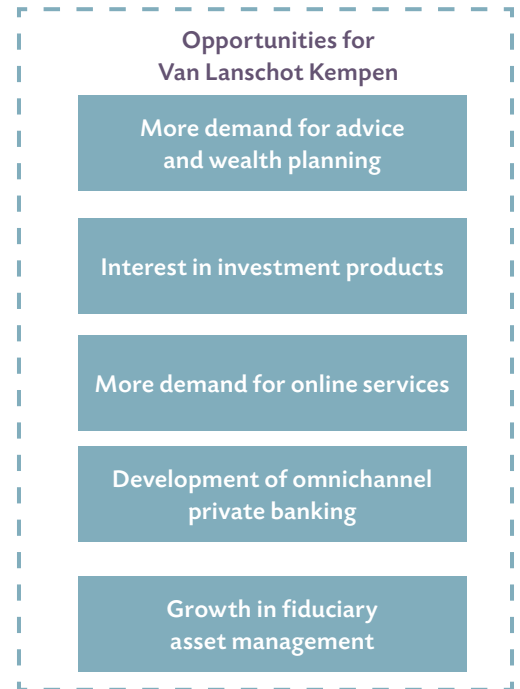 Opportunities for
Van Lanschot Kempen
More demand for advice
and wealth planning
Interest in investment products
More demand for online services
Development of omnichannel
private banking
Growth in fiduciary
asset management